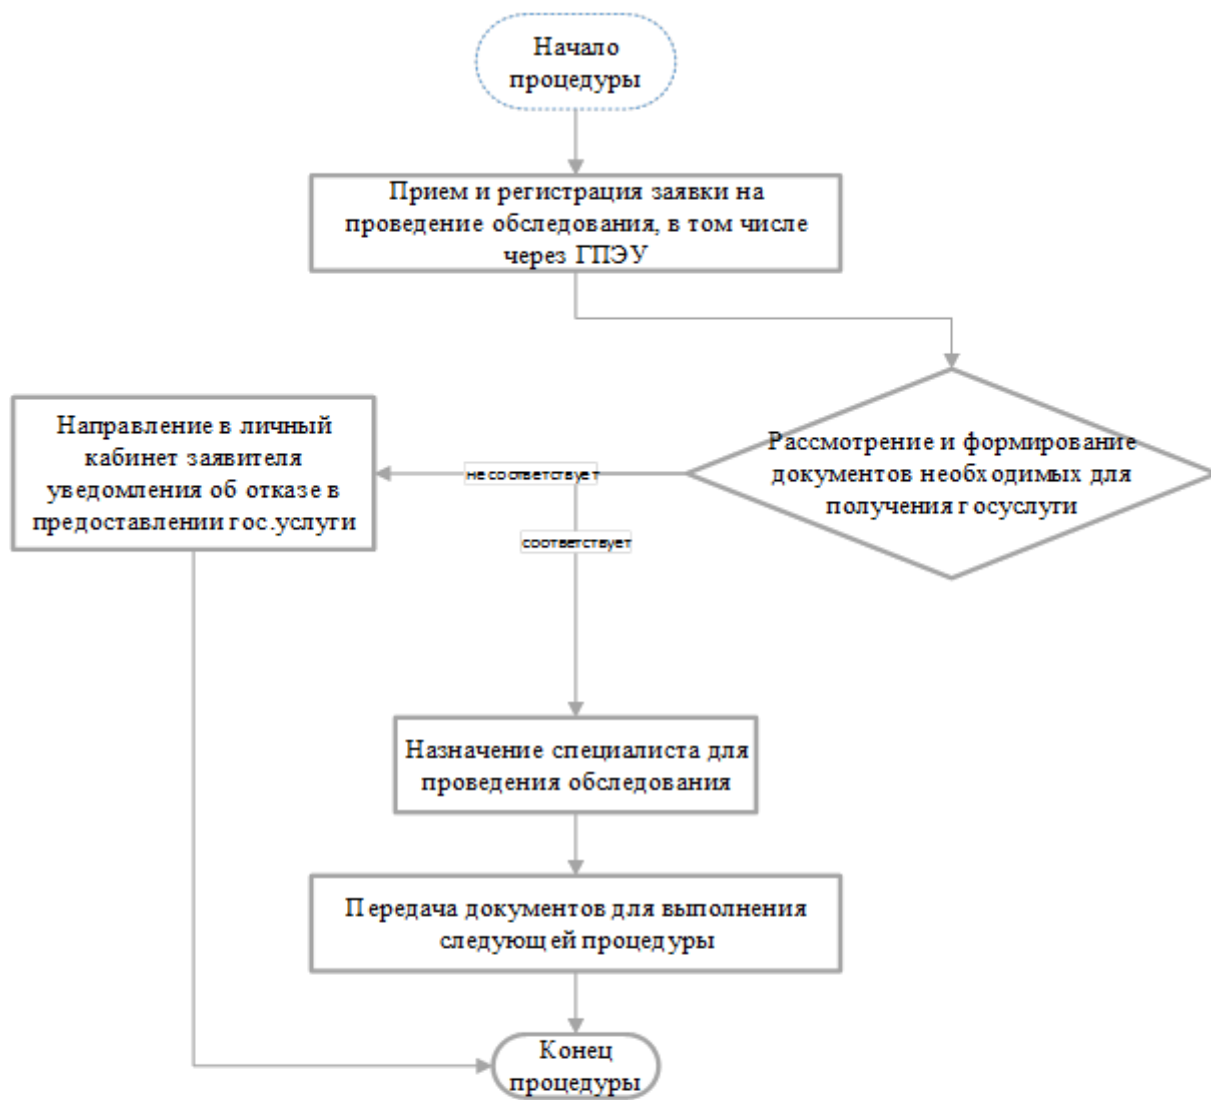 Начало
процедуры
Прием и регистрация заявки на
проведение обследования, в том числе
через ГПЭУ
Рассмотрение и формирование
документов необходимых для
получения госуслуги
Направление в личный
кабинет заявителя
уведомления об отказе в
предоставлении гос.услуги
не соответствует
соответствует
Назначение специалиста для
проведения обследования
Передача документов для выполнения
следующей процедуры
Конец
процедуры